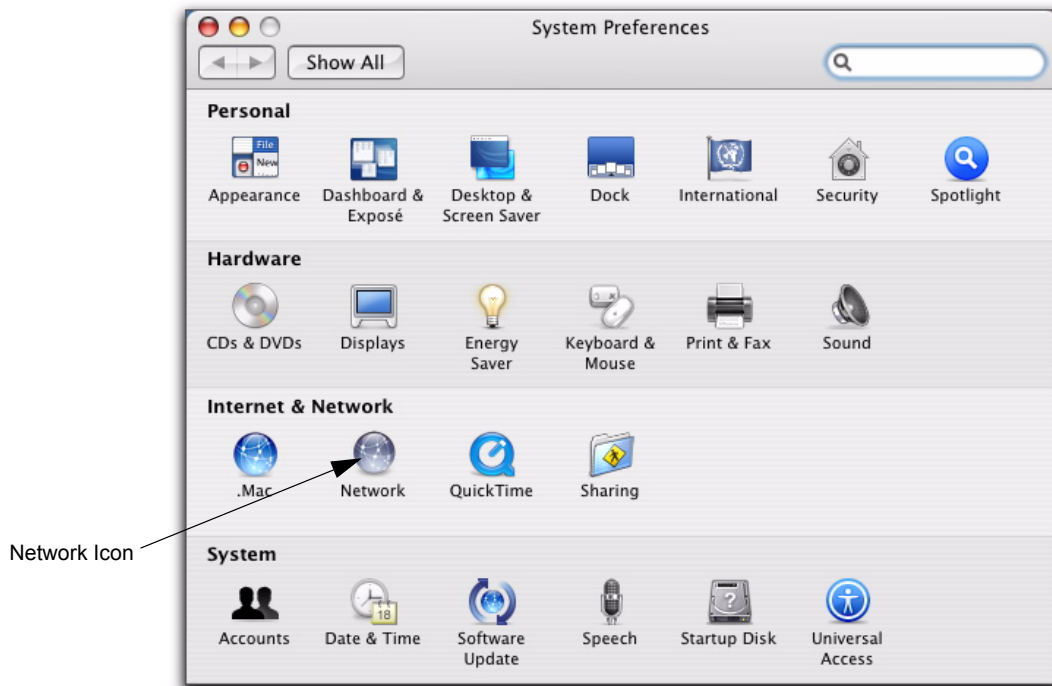 System Preferences
Show All
Personal
File
New
Appearance
Dashboard &
Exposé
Desktop &
Screen Saver
Dock
International
Security
Spotlight
Hardware
CDs & DVDs
Displays
Energy
Saver
Keyboard &
Mouse
Print & Fax
Sound
Internet & Network
.Mac
Network
QuickTime
Sharing
Network Icon
System
18
?
Accounts
Date & Time
Software
Update
Speech
Startup Disk
Universal
Access